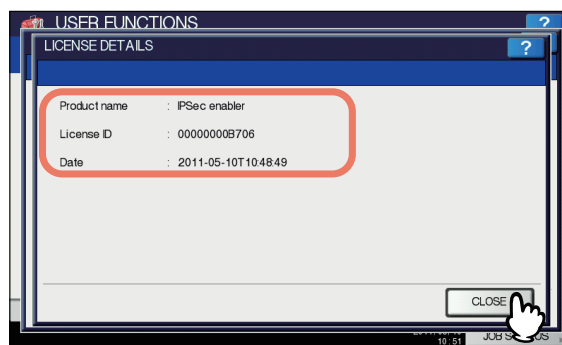 USER FUNCTIONS
?
LICENSE DETAILS
?
Product name : IPSec enabler
License ID : 00000000B706
Date : 2011-05-10T10:48:49
CLOSE
10:51